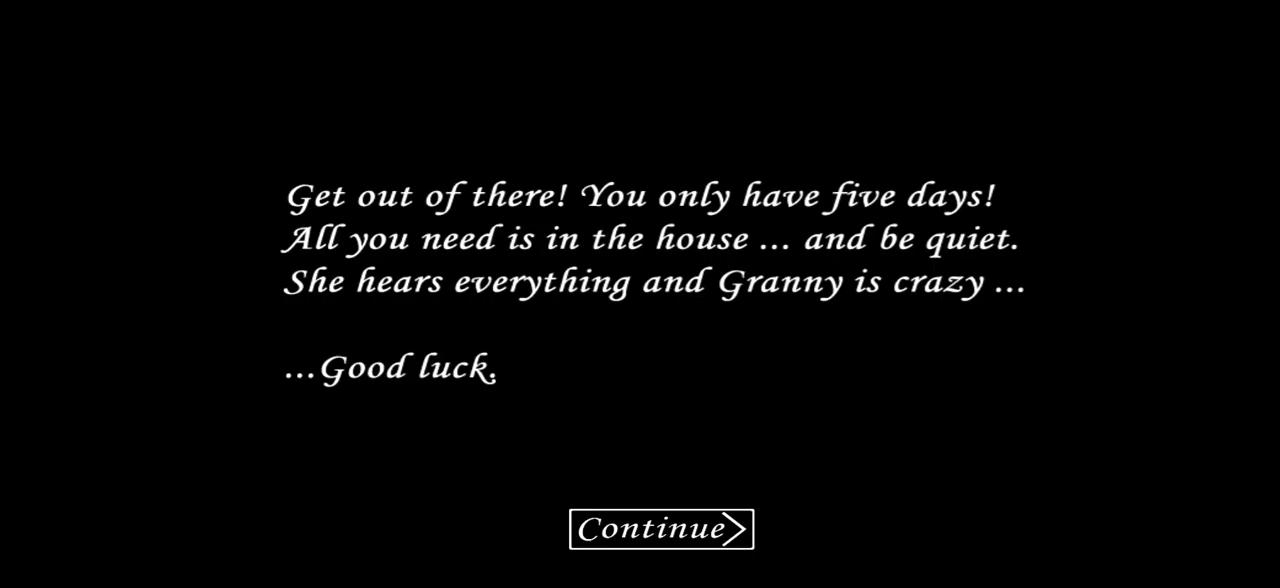 Get out of there! You only have five days!
All you need is in the house ... and be quiet.
She hears everything and Granny is crazy ...
...Good luck.
Continue>